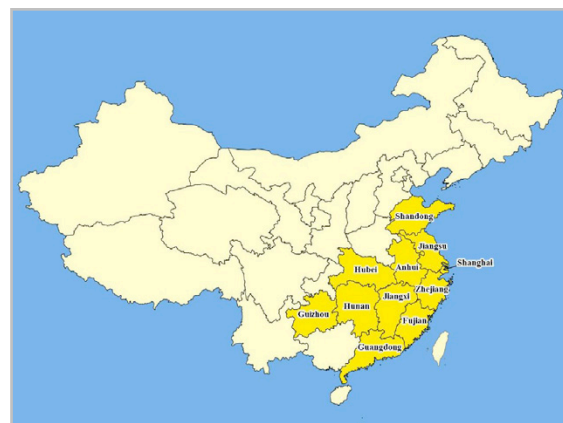 Shandong
Jiangsu
Shanghai
Anhui
Hubei
Zhejiang
Jiangxi
Hunan
Guizhou
Fujian
Guangdong